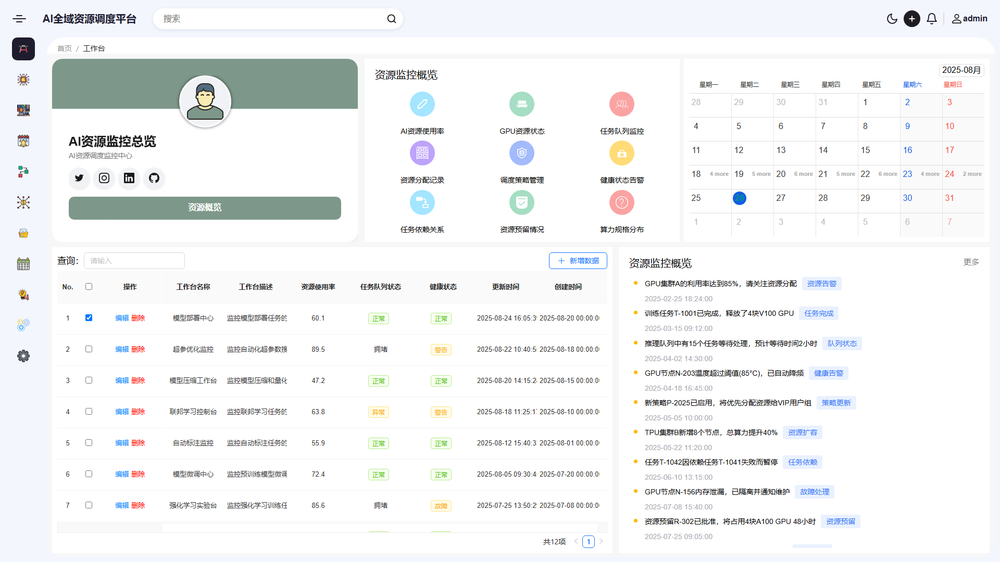 AI全域资源调度平台
搜索
admin
首页 / 工作台
AI资源监控总览
AI资源调度监控中心
资源概览
资源监控概览
AI资源使用率 GPU资源状态 任务队列监控
资源分配记录 调度策略管理 健康状态告警
任务依赖关系 资源预留情况 算力规格分布
2025-08月
星期一 星期二 星期三 星期四 星期五 星期六 星期日
28 29 30 31 1 2 3
4 5 6 7 8 9 10
11 12 13 14 15 16 17
18 4 more 19 5 more 20 6 more 21 5 more 22 6 more 23 4 more 24 2 more
25 26 27 28 29 30 31
1 2 3 4 5 6 7
查询: 请输入 新增数据
No. 操作 工作台名称 工作台描述 资源使用率 任务队列状态 健康状态 更新时间 创建时间
1 编辑 删除 模型部署中心 监控模型部署任务的 60.1 正常 正常 2025-08-24 16:05:3 2025-08-20 00:00:0
2 编辑 删除 超参优化监控 监控自动化超参数搜 89.5 拥堵 警告 2025-08-22 10:40:5 2025-08-18 00:00:0
3 编辑 删除 模型压缩工作台 监控模型压缩和量化 47.2 正常 正常 2025-08-20 14:15:2 2025-08-15 00:00:0
4 编辑 删除 联邦学习控制台 监控联邦学习任务的 63.8 异常 警告 2025-08-18 11:25:1 2025-08-10 00:00:0
5 编辑 删除 自动标注监控 监控自动标注任务的 55.9 正常 正常 2025-08-12 15:40:3 2025-08-01 00:00:0
6 编辑 删除 模型微调中心 监控预训练模型微调 72.4 正常 正常 2025-08-05 09:30:4 2025-07-20 00:00:0
7 编辑 删除 强化学习实验台 监控强化学习训练任 85.6 拥堵 故障 2025-07-25 13:50:2 2025-07-08 00:00:0
共12项 1
资源监控概览 更多
GPU集群A的利用率达到85%，请关注资源分配 资源告警
2025-02-25 18:24:00
训练任务T-1001已完成，释放了4块V100 GPU 任务完成
2025-03-15 09:12:00
推理队列中有15个任务等待处理，预计等待时间2小时 队列状态
2025-04-02 14:30:00
GPU节点N-203温度超过阈值(85°C)，已自动降频 健康告警
2025-04-18 16:45:00
新策略P-2025已启用，将优先分配资源给VIP用户组 策略更新
2025-05-05 10:00:00
TPU集群B新增8个节点，总算力提升40% 资源扩容
2025-05-22 11:20:00
任务T-1042因依赖任务T-1041失败而暂停 任务依赖
2025-06-10 13:15:00
GPU节点N-156内存泄漏，已隔离并通知维护 故障处理
2025-07-08 15:40:00
资源预留R-302已批准，将占用4块A100 GPU 48小时 资源预留
2025-07-25 09:05:00